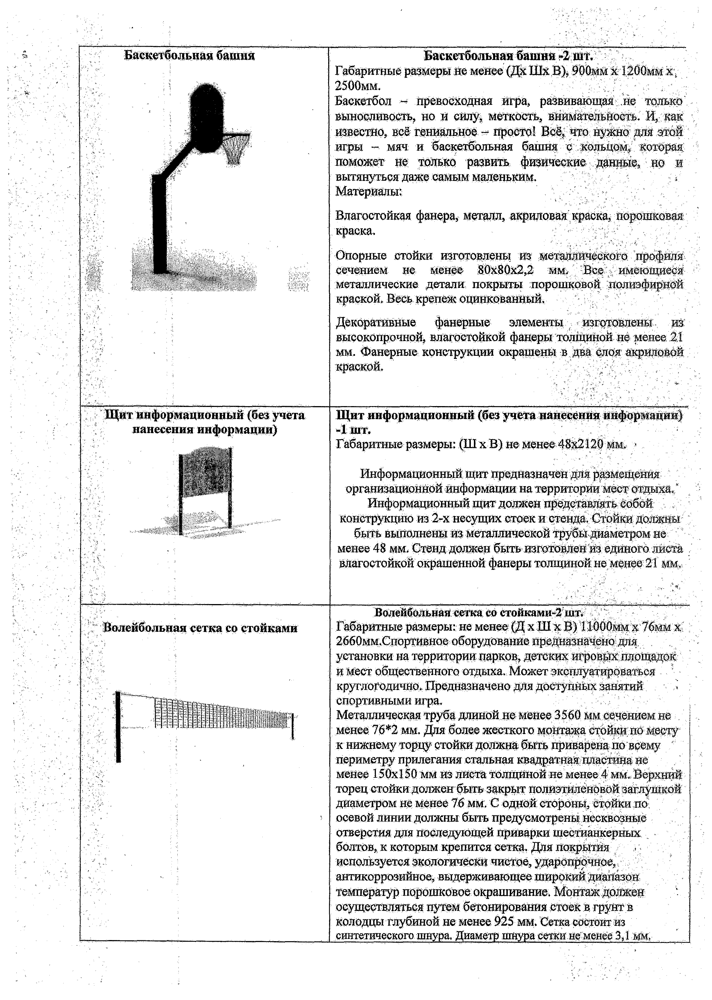 Баскетбольная башня
Баскетбольная башня -2 шт.
Габаритные размеры не менее (Дх Шх В), 900мм х 1200мм х
2500мм.
Баскетбол – превосходная игра, развивающая не только
выносливость, но и силу, меткость, внимательность. И, как
известно, всё гениальное – просто! Всё, что нужно для этой
игры – мяч и баскетбольная башня с кольцом, которая
поможет не только развить физические данные, но и
вытянуться даже самым маленьким.
Материалы:
Влагостойкая фанера, металл, акриловая краска, порошковая
краска.
Опорные стойки изготовлены из металлического профиля
сечением не менее 80х80х2,2 мм. Все имеющиеся
металлические детали покрыты порошковой полиэфирной
краской. Весь крепеж оцинкованный.
Декоративные фанерные элементы изготовлены из
высокопрочной, влагостойкой фанеры толщиной не менее 21
мм. Фанерные конструкции окрашены в два слоя акриловой
краской.
Щит информационный (без учета
нанесения информации)
Щит информационный (без учета нанесения информации)
-1 шт.
Габаритные размеры: (Ш х В) не менее 48х2120 мм.
Информационный щит предназначен для размещения
организационной информации на территории мест отдыха.
Информационный щит должен представлять собой
конструкцию из 2-х несущих стоек и стенда. Стойки должны
быть выполнены из металлической трубы диаметром не
менее 48 мм. Стенд должен быть изготовлен из единого листа
влагостойкой окрашенной фанеры толщиной не менее 21 мм.
Волейбольная сетка со стойками
Волейбольная сетка со стойками-2 шт.
Габаритные размеры: не менее (Д х Ш х В) 11000мм х 76мм х
2660мм.Спортивное оборудование предназначено для
установки на территории парков, детских игровых площадок
и мест общественного отдыха. Может эксплуатироваться
круглогодично. Предназначено для доступных занятий
спортивными игра.
Металлическая труба длиной не менее 3560 мм сечением не
менее 76*2 мм. Для более жесткого монтажа стойки по месту
к нижнему торцу стойки должна быть приварена по всему
периметру прилегания стальная квадратная пластина не
менее 150х150 мм из листа толщиной не менее 4 мм. Верхний
торец стойки должен быть закрыт полиэтиленовой заглушкой
диаметром не менее 76 мм. С одной стороны, стойки по
осевой линии должны быть предусмотрены несквозные
отверстия для последующей приварки шестианкерных
болтов, к которым крепится сетка. Для покрытия
используется экологически чистое, ударопрочное,
антикоррозийное, выдерживающее широкий диапазон
температур порошковое окрашивание. Монтаж должен
осуществляться путем бетонирования стоек в грунт в
колодцы глубиной не менее 925 мм. Сетка состоит из
синтетического шнура. Диаметр шнура сетки не менее 3,1 мм.